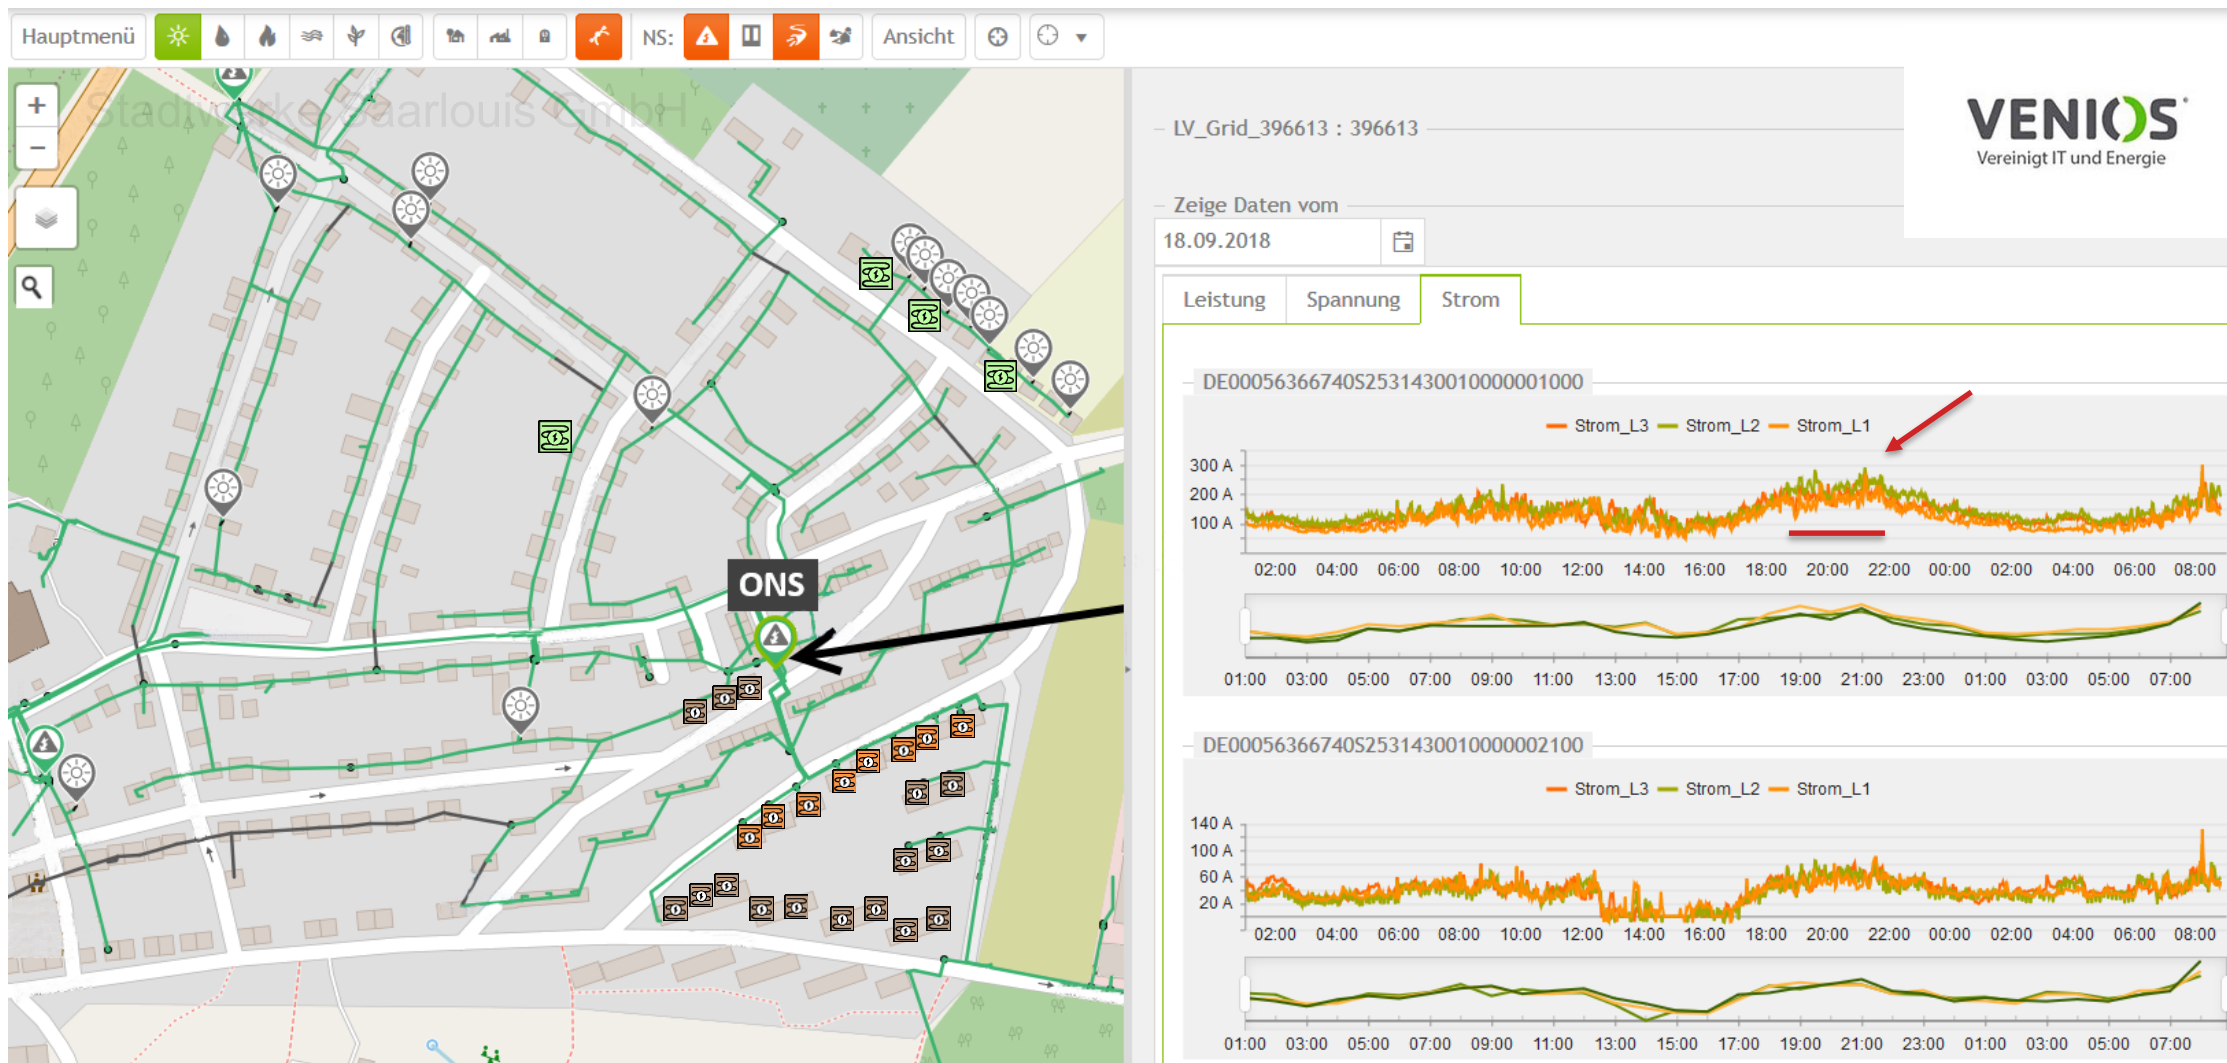 Hauptmenü
NS:
Ansicht
Stadtwerke Saarlouis GmbH
+
−
ONS
LV_Grid_396613 : 396613
VENIOS
Vereinigt IT und Energie
Zeige Daten vom
18.09.2018
Leistung Spannung Strom
DE00056366740S2531430010000001000
Strom_L3 Strom_L2 Strom_L1
300 A
200 A
100 A
02:00 04:00 06:00 08:00 10:00 12:00 14:00 16:00 18:00 20:00 22:00 00:00 02:00 04:00 06:00 08:00
01:00 03:00 05:00 07:00 09:00 11:00 13:00 15:00 17:00 19:00 21:00 23:00 01:00 03:00 05:00 07:00
DE00056366740S2531430010000002100
Strom_L3 Strom_L2 Strom_L1
140 A
100 A
60 A
20 A
02:00 04:00 06:00 08:00 10:00 12:00 14:00 16:00 18:00 20:00 22:00 00:00 02:00 04:00 06:00 08:00
01:00 03:00 05:00 07:00 09:00 11:00 13:00 15:00 17:00 19:00 21:00 23:00 01:00 03:00 05:00 07:00